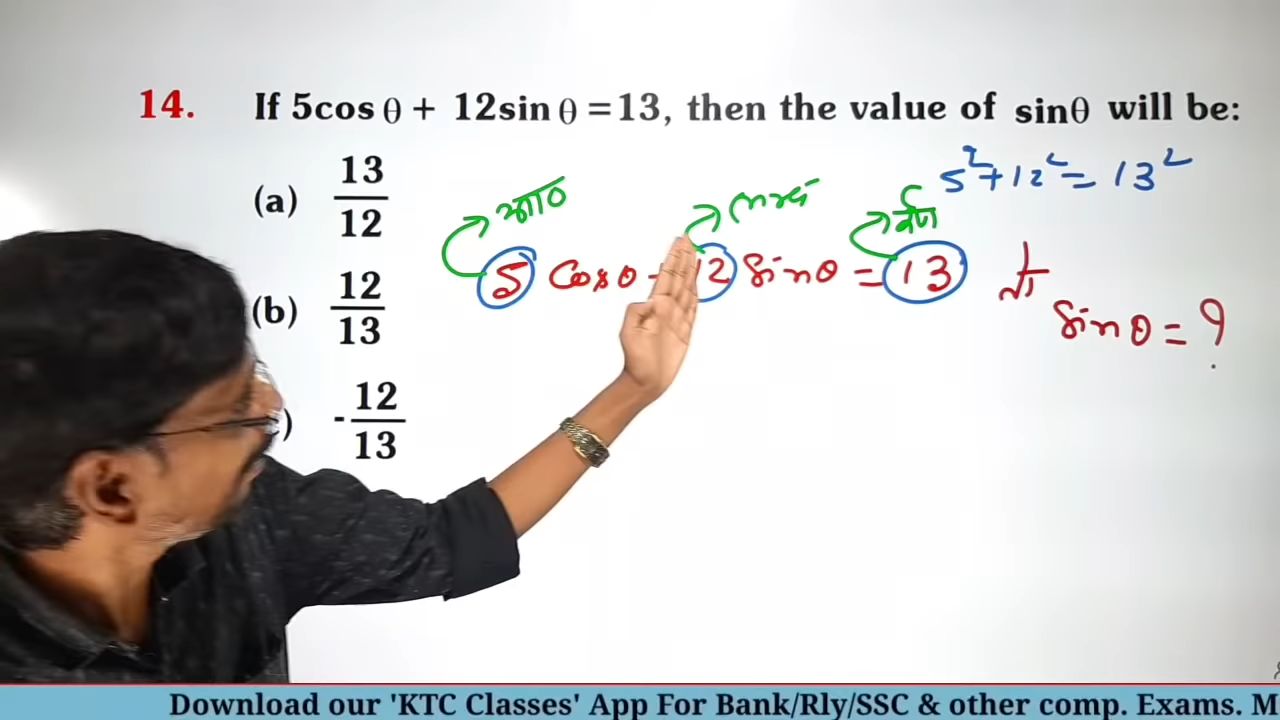 14. If 5cos θ + 12sin θ = 13, then the value of sinθ will be:
5² + 12² = 13²
(a) 13/12
आ०
5 cosθ 12 sinθ = 13
(b) 12/13
sinθ = ?
) -12/13
Download our 'KTC Classes' App For Bank/Rly/SSC & other comp. Exams. M